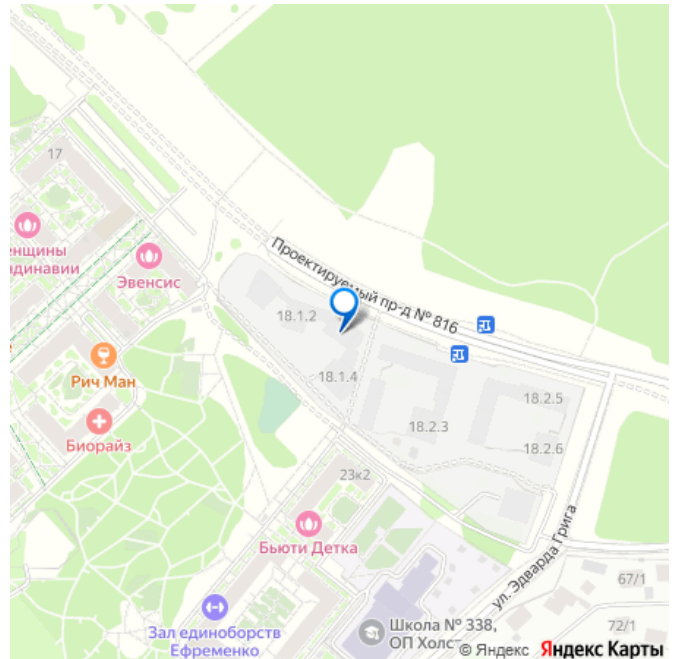 17
енщины
ндинавии
Эвенсис
Проектируемый пр-д № 816
18.1.2
Рич Ман
18.1.4
18.2.5
18.2.3
Биорайз
18.2.6
23к2
Бьюти Детка
ул. Эдварда Грига
67/1
Зал единоборств
Ефременко
Школа № 338,
ОП Холст
72/1
© Яндекс Яндекс Карты